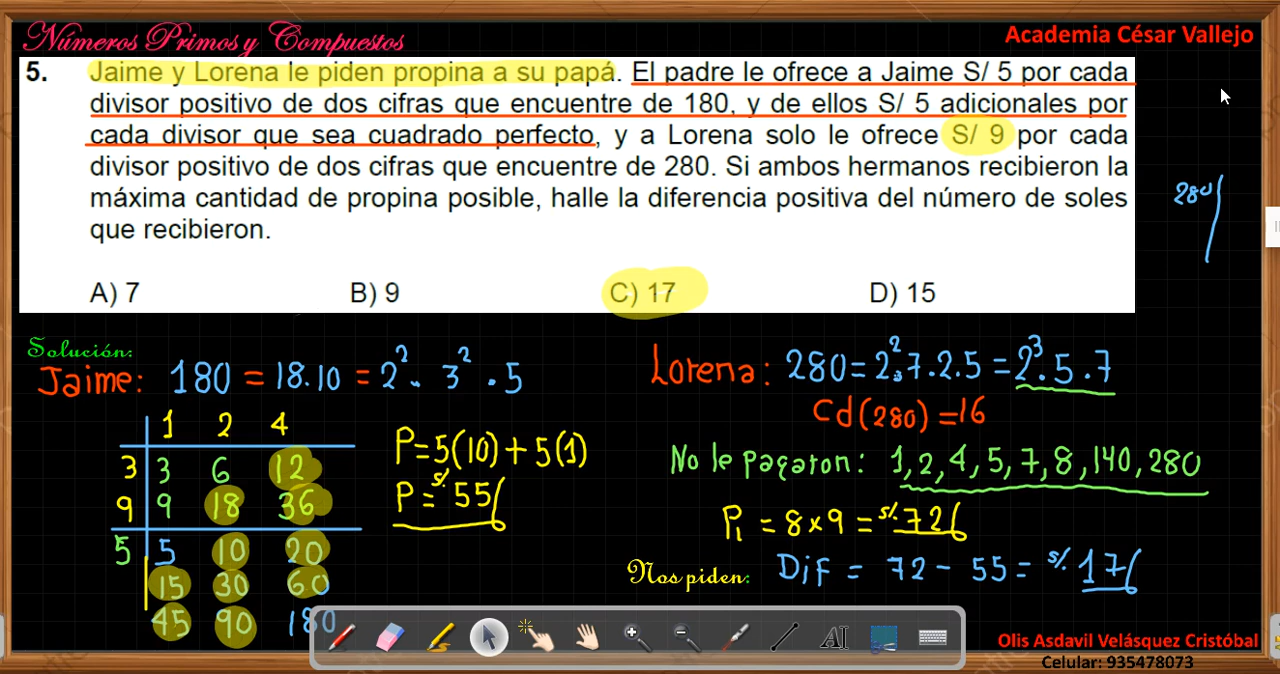 Números Primos y Compuestos
Academia César Vallejo
5. Jaime y Lorena le piden propina a su papá. El padre le ofrece a Jaime S/ 5 por cada
divisor positivo de dos cifras que encuentre de 180, y de ellos S/ 5 adicionales por
cada divisor que sea cuadrado perfecto, y a Lorena solo le ofrece S/ 9 por cada
divisor positivo de dos cifras que encuentre de 280. Si ambos hermanos recibieron la
máxima cantidad de propina posible, halle la diferencia positiva del número de soles
que recibieron.
280
A) 7 B) 9 C) 17 D) 15
Solución:
Jaime: 180 = 18.10 = 2². 3² . 5
1 2 4
3 3 6 12
9 9 18 36
5 5 10 20
15 30 60
45 90 180
P=5(10)+5(1)
P= s/. 55
Lorena: 280=2².7.2.5 =2³.5.7
Cd(280)=16
No le pagaron: 1,2,4,5,7,8,140,280
P₁ = 8×9 = s/. 72
Nos piden: Dif = 72 - 55= s/. 17
AI
Olis Asdavil Velásquez Cristóbal
Celular: 935478073